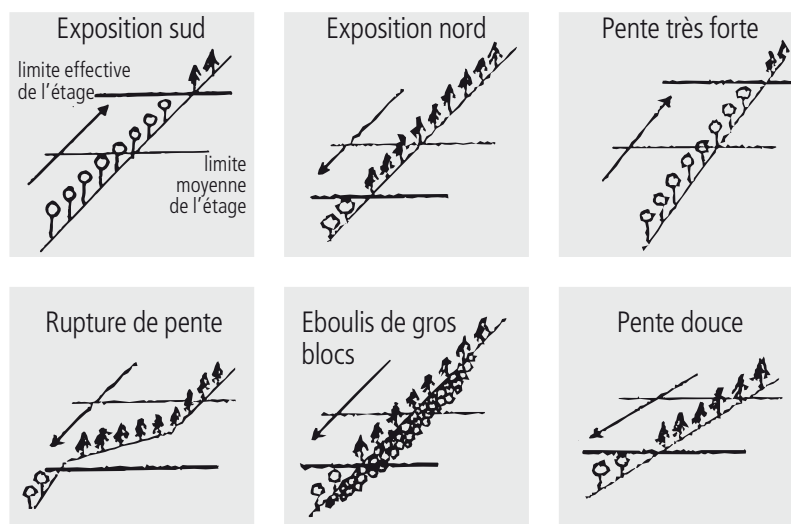 Exposition sud
limite effective
de l'étage
limite
moyenne
de l'étage
Exposition nord
Pente très forte
Rupture de pente
Eboulis de gros
blocs
Pente douce